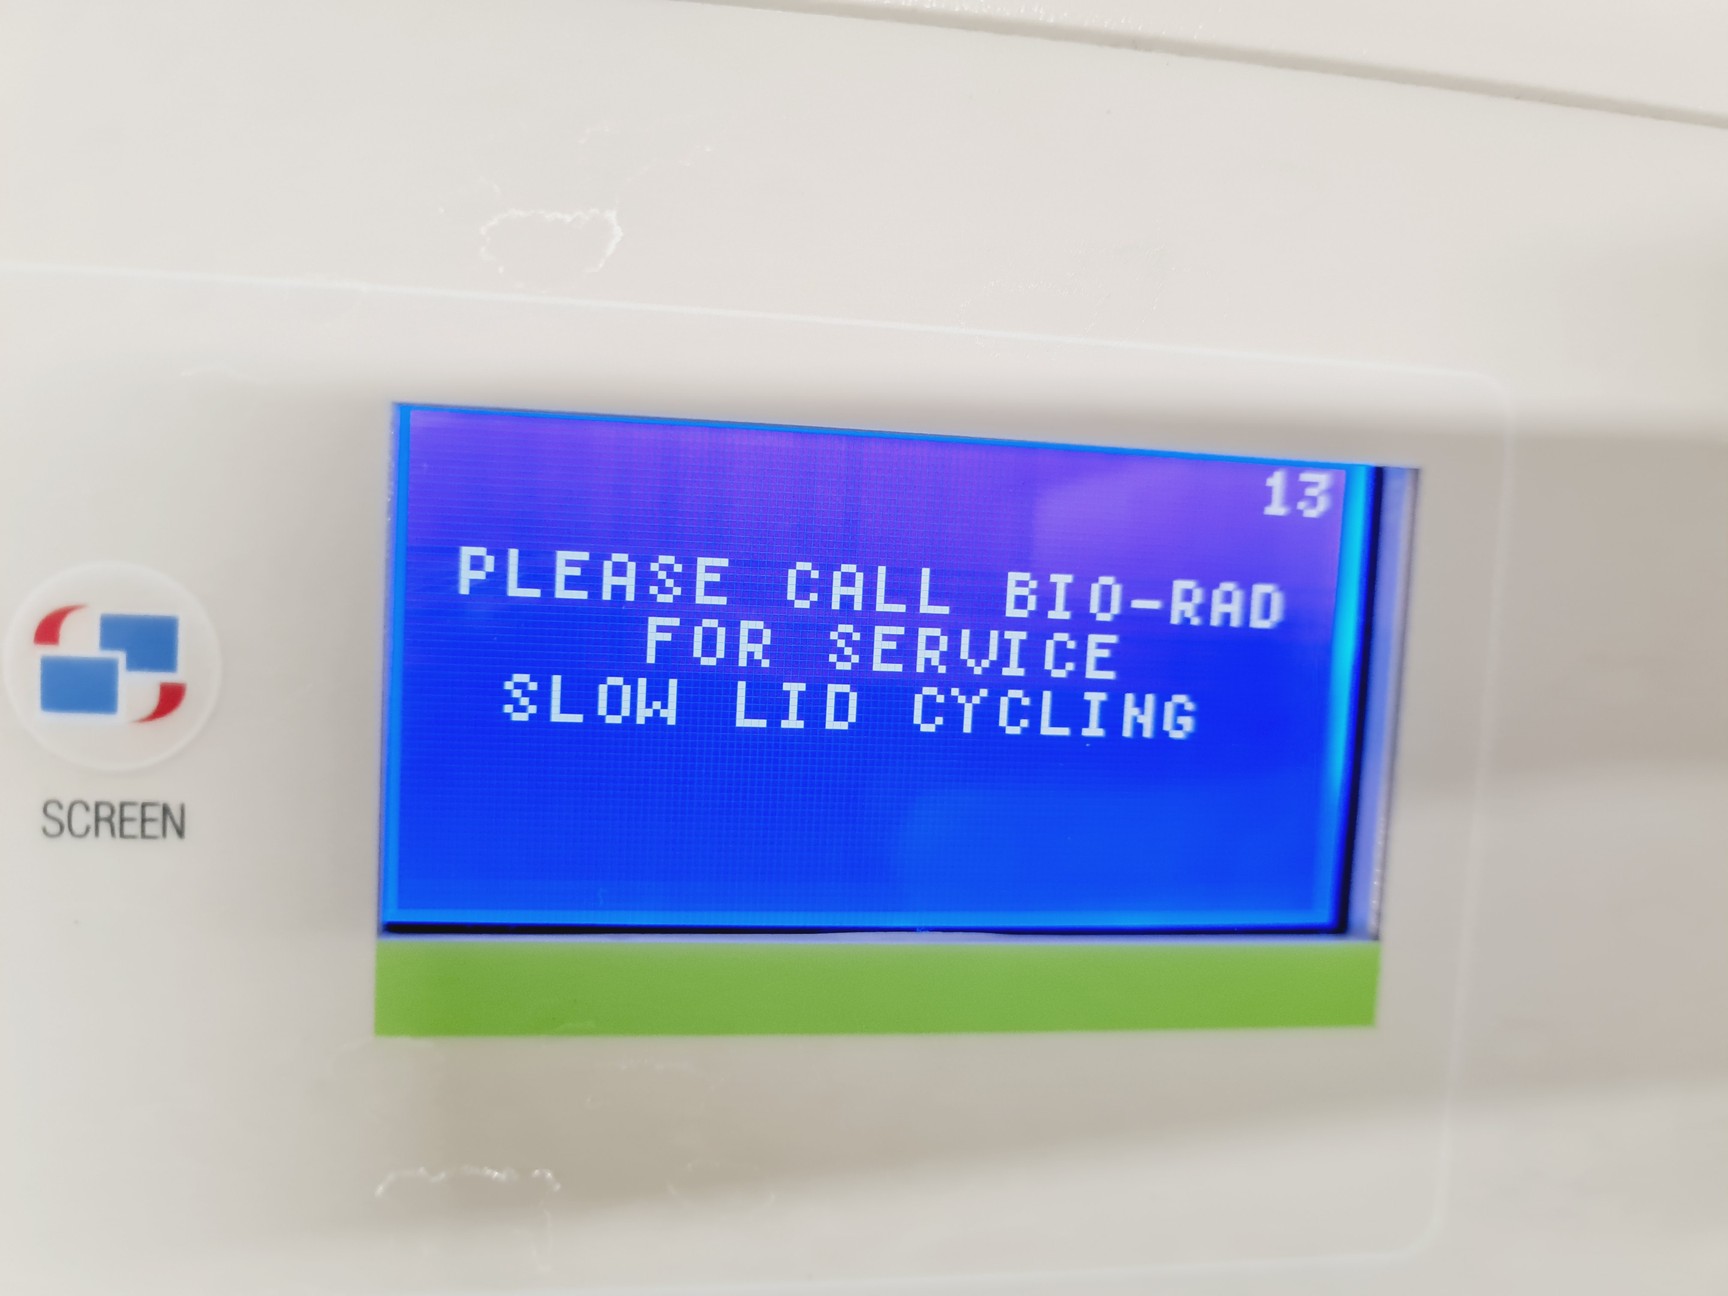 13
PLEASE CALL BIO-RAD
FOR SERVICE
SLOW LID CYCLING
SCREEN